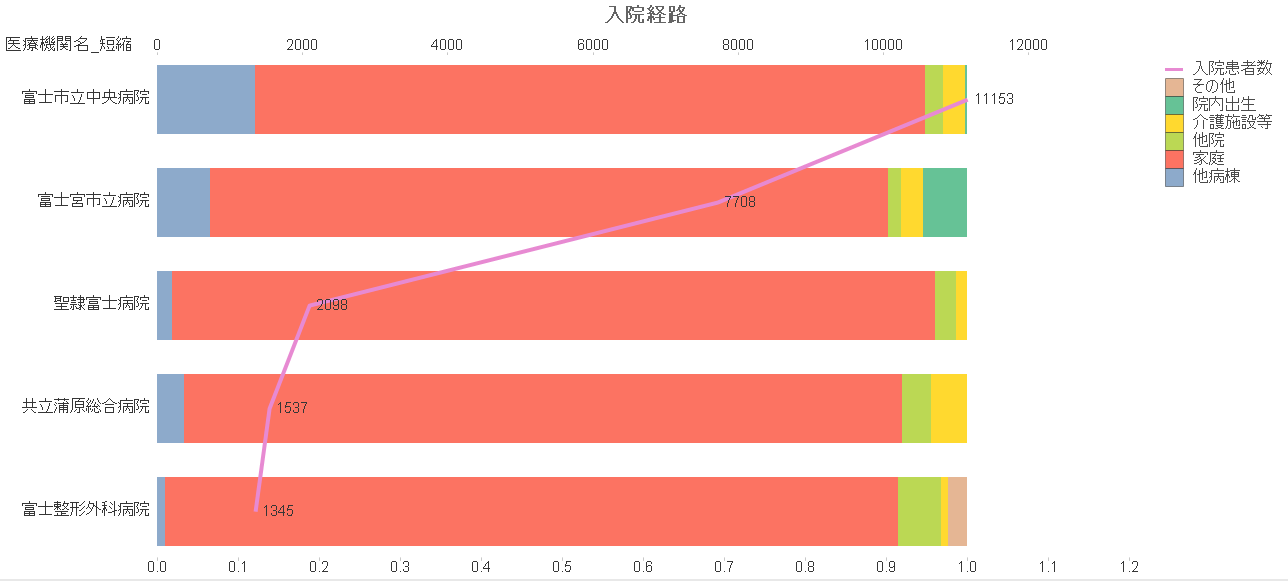 入院経路
医療機関名_短縮
0 2000 4000 6000 8000 10000 12000
入院患者数
その他
院内出生
介護施設等
他院
家庭
他病棟
富士市立中央病院 11153
富士宮市立病院 7708
聖隷富士病院 2098
共立蒲原総合病院 1537
富士整形外科病院 1345
0.0 0.1 0.2 0.3 0.4 0.5 0.6 0.7 0.8 0.9 1.0 1.1 1.2